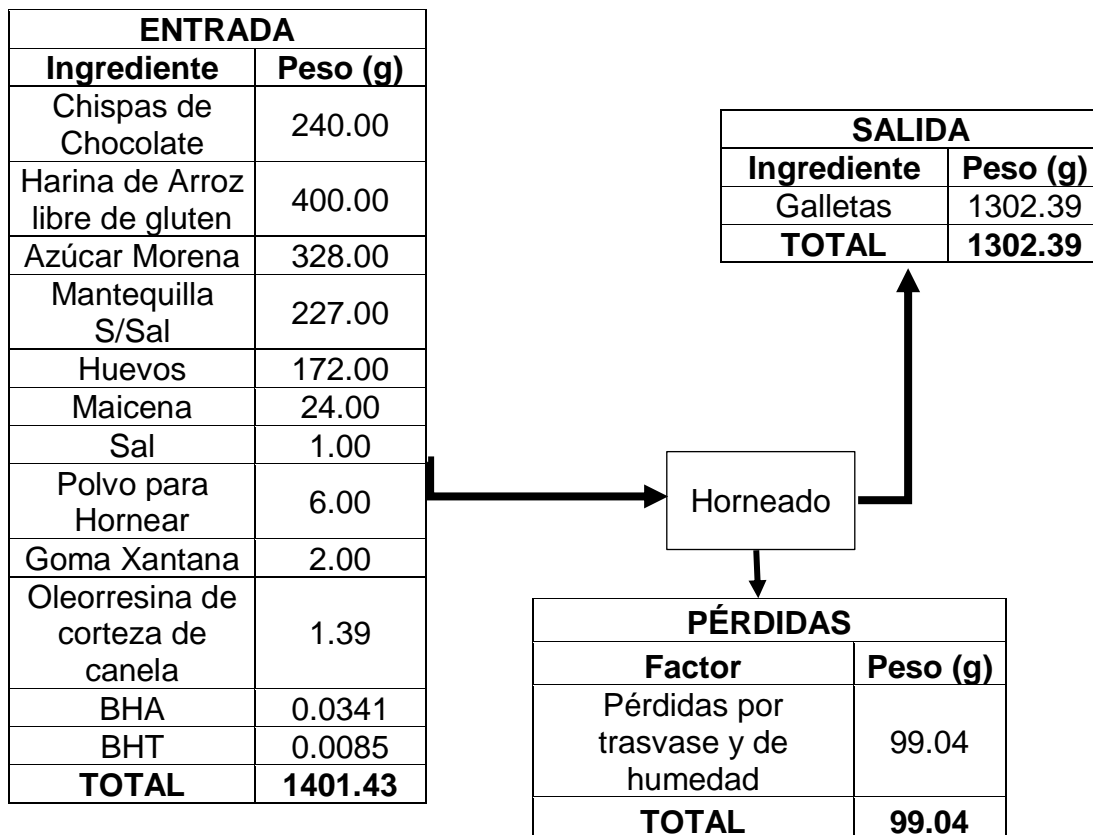 ENTRADA
Ingrediente Peso (g)
Chispas de
Chocolate
240.00
Harina de Arroz
libre de gluten
400.00
Azúcar Morena 328.00
Mantequilla
S/Sal
227.00
Huevos 172.00
Maicena 24.00
Sal 1.00
Polvo para
Hornear
6.00
Goma Xantana 2.00
Oleorresina de
corteza de
canela
1.39
BHA 0.0341
BHT 0.0085
TOTAL 1401.43
SALIDA
Ingrediente Peso (g)
Galletas 1302.39
TOTAL 1302.39
Horneado
PÉRDIDAS
Factor Peso (g)
Pérdidas por
trasvase y de
humedad
99.04
TOTAL 99.04